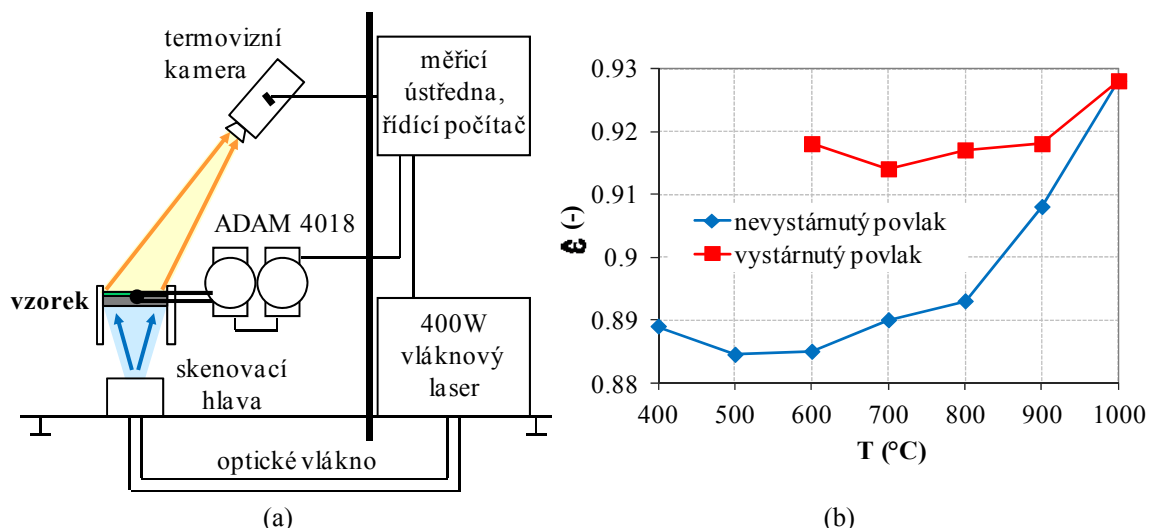 termovizní
kamera
měřicí
ústředna,
řídící počítač
ADAM 4018
vzorek
400W
vláknový
laser
skenovací
hlava
optické vlákno
(a)
0.93
0.92
0.91
0.9
0.89
0.88
ε (-)
nevystárnutý povlak
vystárnutý povlak
400 500 600 700 800 900 1000
T (°C)
(b)